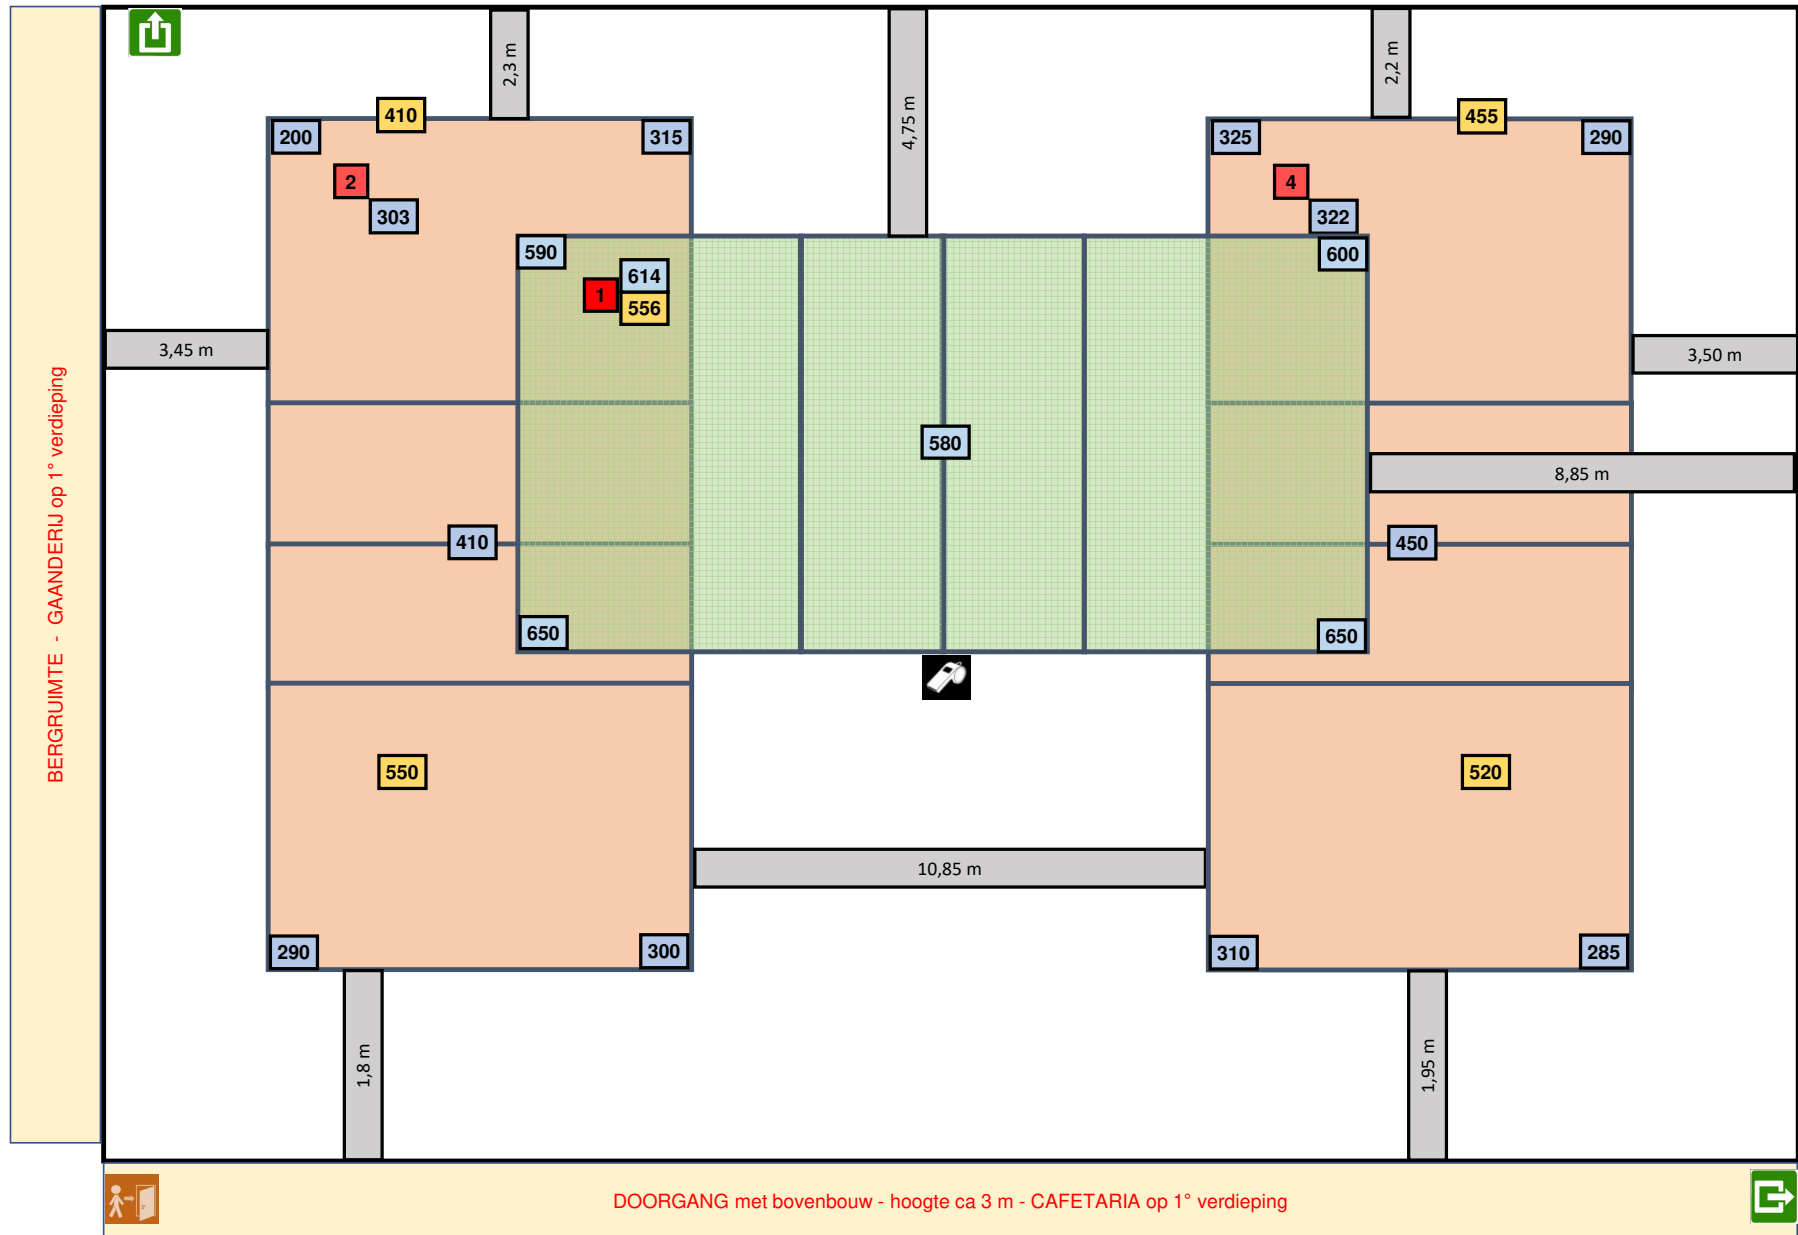 2,3 m
4,75 m
2,2 m
410
455
200
315
325
290
2
303
4
322
590
600
614
1
556
3,45 m
3,50 m
580
8,85 m
410
450
650
650
550
520
10,85 m
290
300
310
285
1,8 m
1,95 m
BERGRUIMTE - GAANDERIJ op 1° verdieping
DOORGANG met bovenbouw - hoogte ca 3 m - CAFETARIA op 1° verdieping